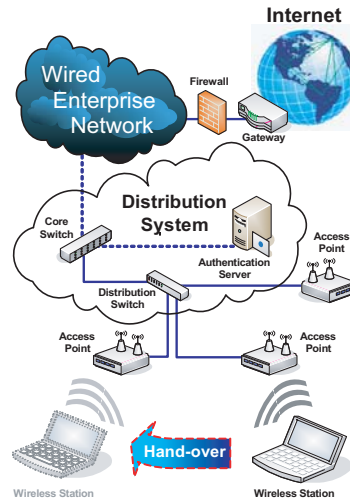 Internet
Wired
Enterprise
Network
Firewall
Gateway
Distribution
System
Core
Switch
Authentication
Server
Access
Point
Distribution
Switch
Access
Point
Access
Point
Hand-over
Wireless Station
Wireless Station